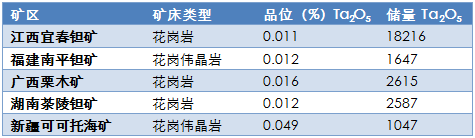 矿区 矿床类型 品位（%）Ta₂O₅ 储量 Ta₂O₅
江西宜春钽矿 花岗岩 0.011 18216
福建南平钽矿 花岗伟晶岩 0.012 1647
广西栗木矿 花岗岩 0.016 2615
湖南茶陵钽矿 花岗岩 0.012 2587
新疆可可托海矿 花岗伟晶岩 0.049 1047